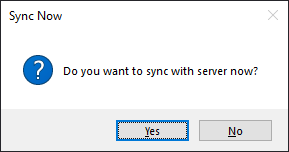 Sync Now
Do you want to sync with server now?
Yes
No